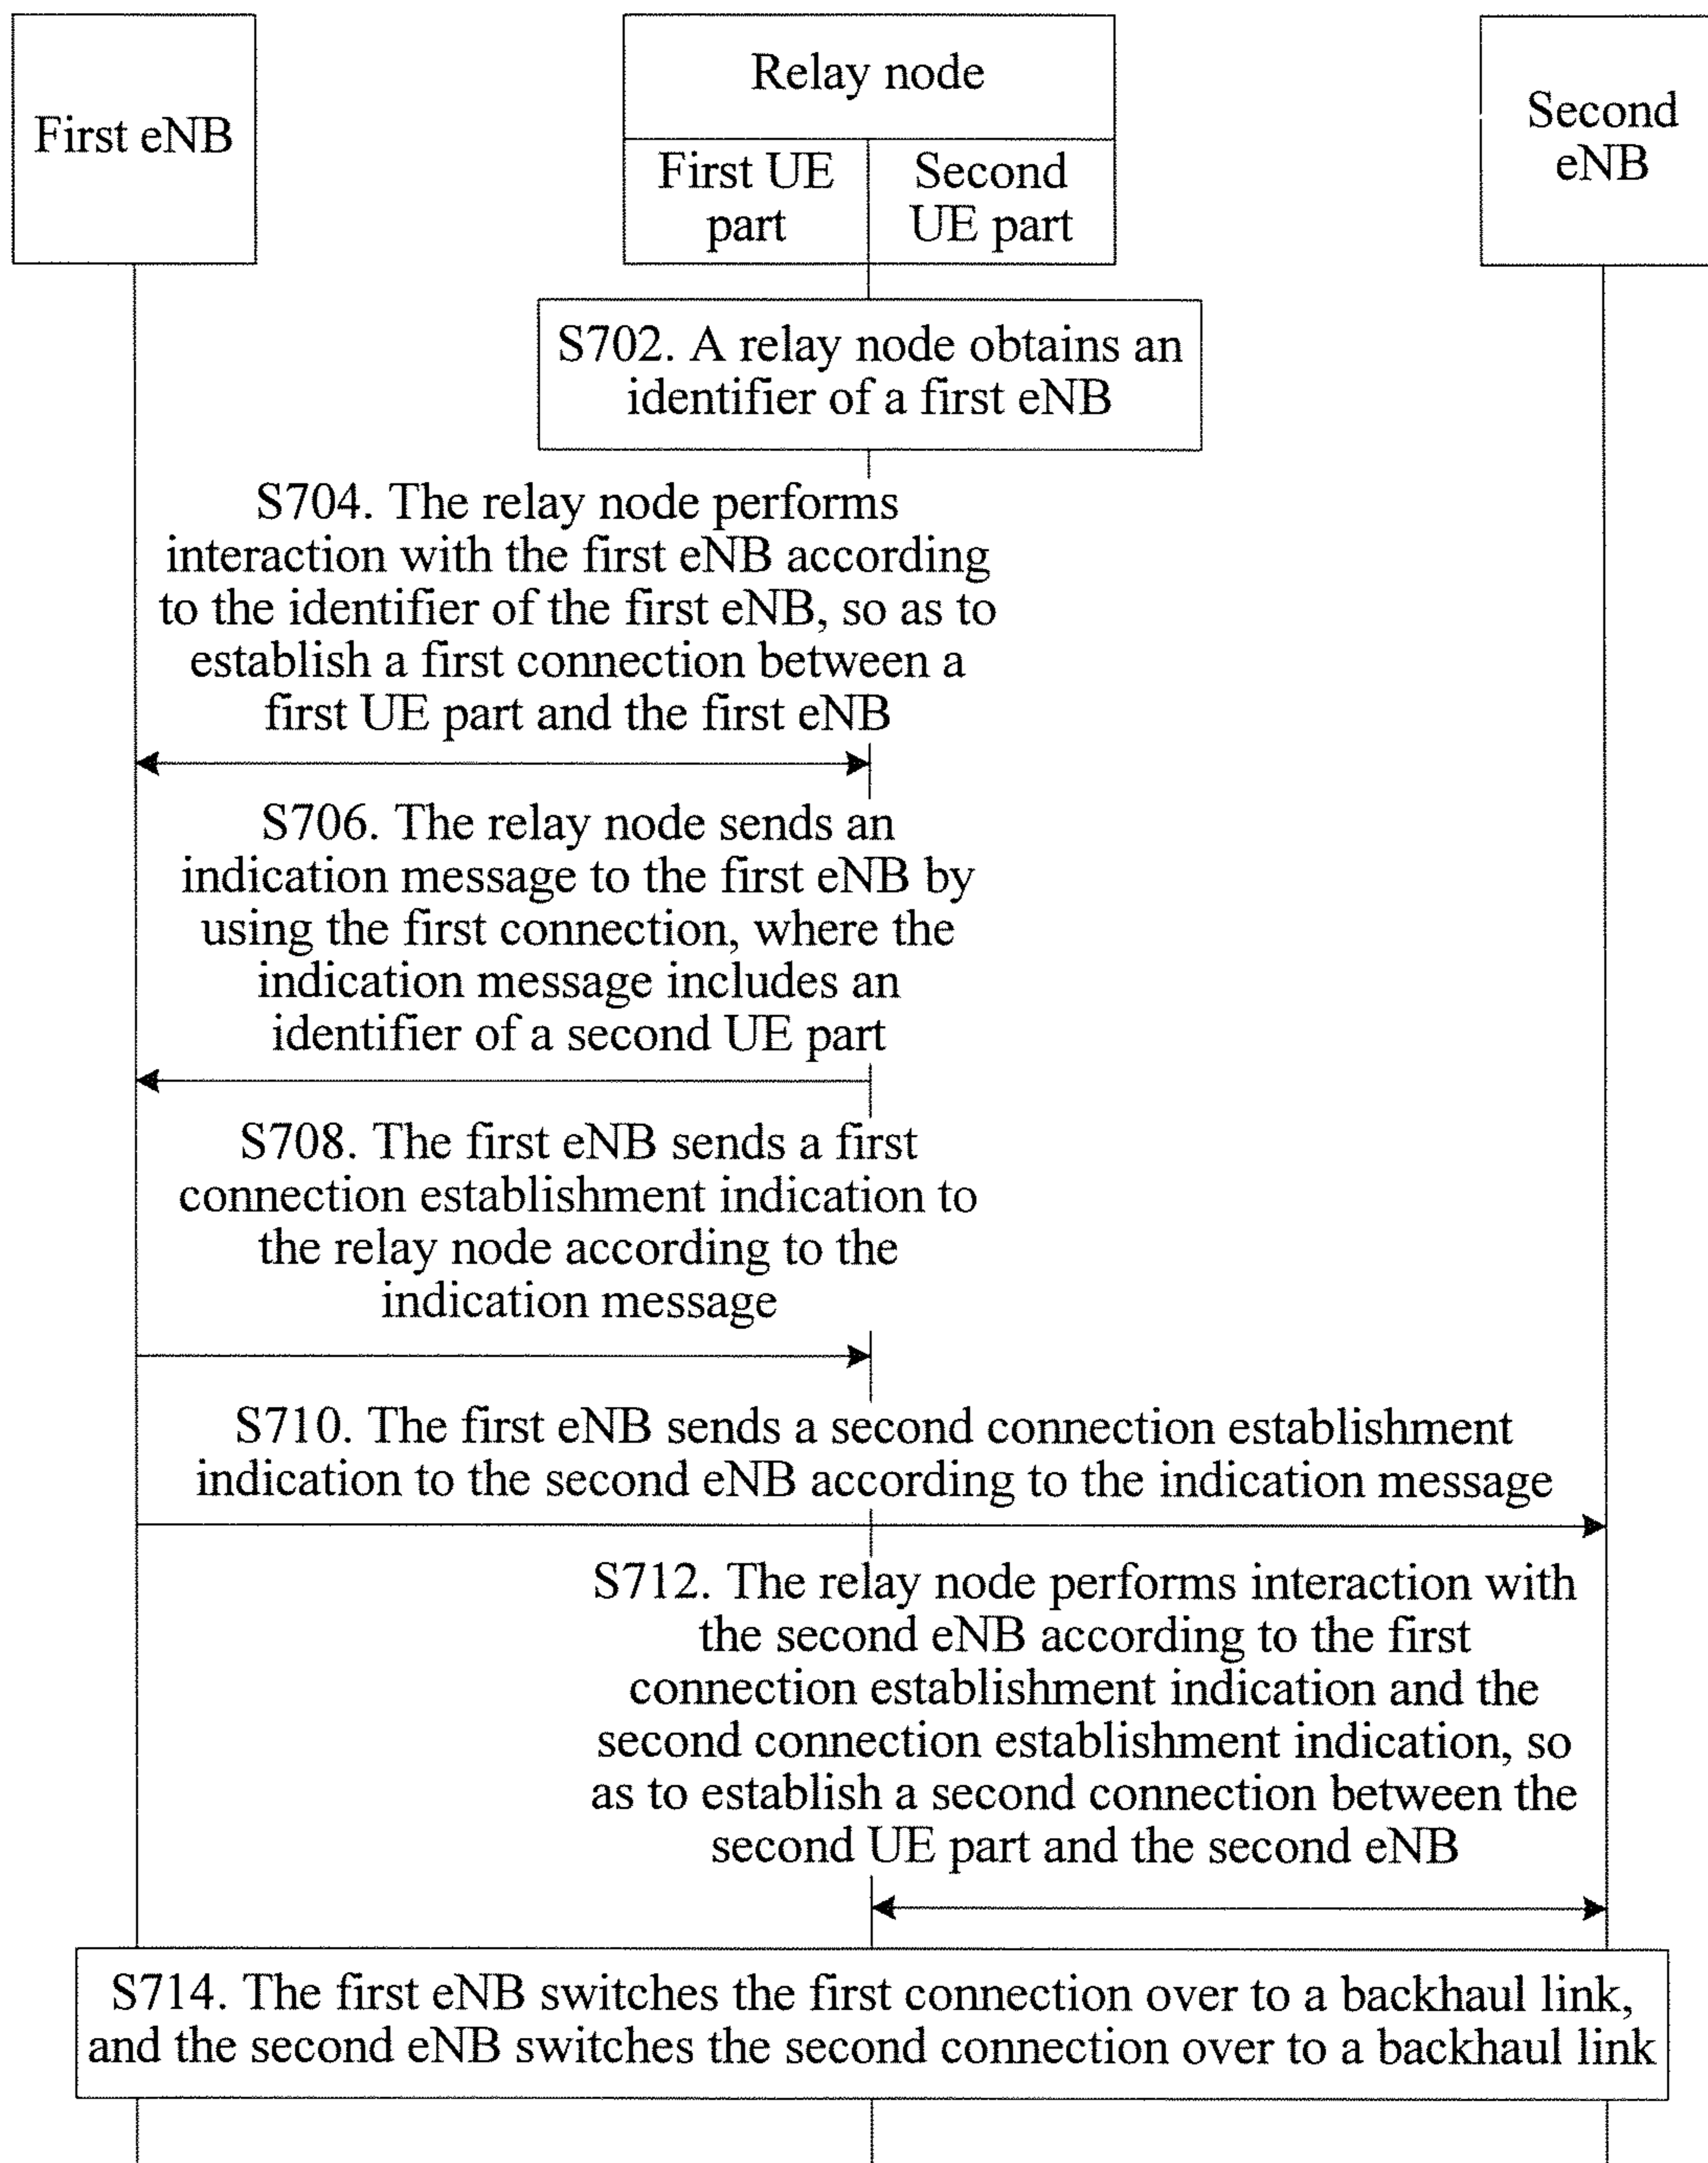 First eNB
Relay node
First UE
part
Second
UE part
Second
eNB
S702. A relay node obtains an
identifier of a first eNB
S704. The relay node performs
interaction with the first eNB according
to the identifier of the first eNB, so as to
establish a first connection between a
first UE part and the first eNB
S706. The relay node sends an
indication message to the first eNB by
using the first connection, where the
indication message includes an
identifier of a second UE part
S708. The first eNB sends a first
connection establishment indication to
the relay node according to the
indication message
S710. The first eNB sends a second connection establishment
indication to the second eNB according to the indication message
S712. The relay node performs interaction with
the second eNB according to the first
connection establishment indication and the
second connection establishment indication, so
as to establish a second connection between the
second UE part and the second eNB
S714. The first eNB switches the first connection over to a backhaul link,
and the second eNB switches the second connection over to a backhaul link